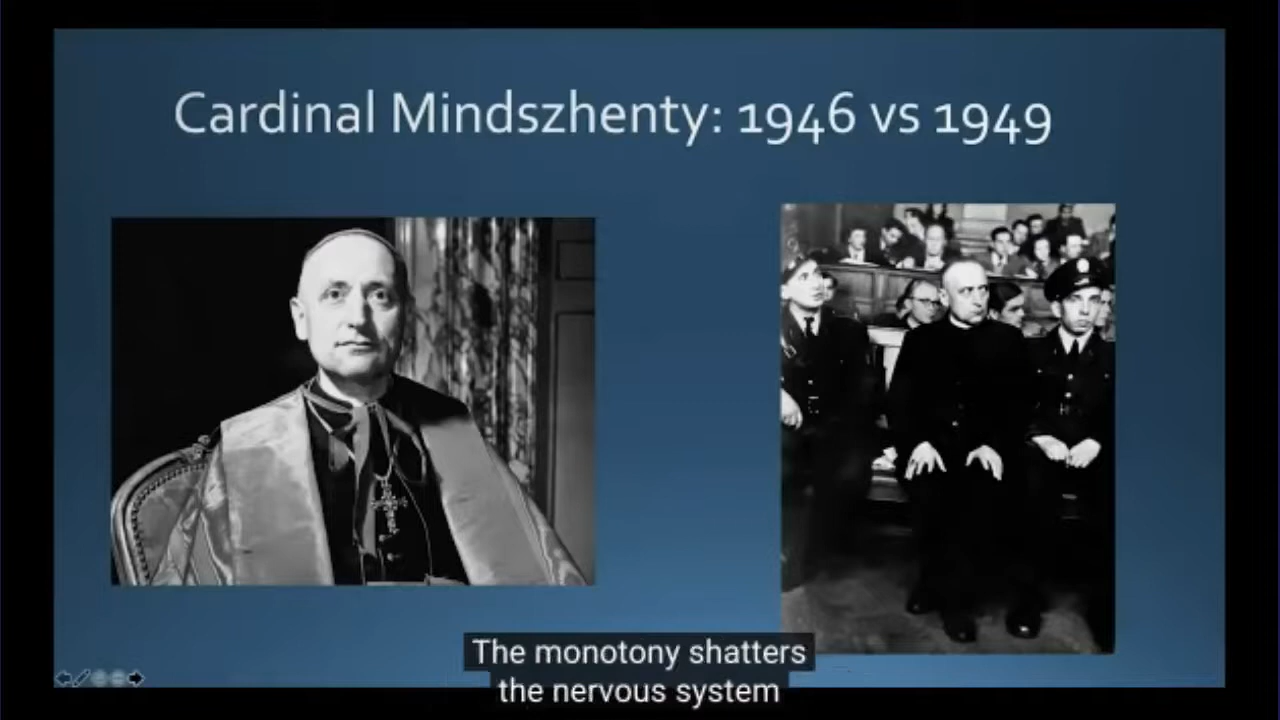 Cardinal Mindszhenty: 1946 vs 1949
The monotony shatters
the nervous system